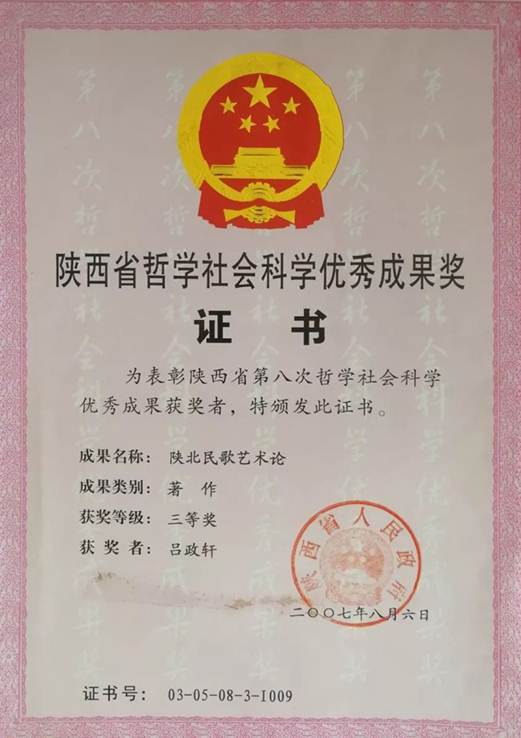 陕西省哲学社会科学优秀成果奖
证 书
为表彰陕西省第八次哲学社会科学
优秀成果获奖者，特颁发此证书。
成果名称： 陕北民歌艺术论
成果类别： 著 作
获奖等级： 三等奖
获 奖 者： 吕政轩
陕西省人民政府
二〇〇七年八月六日
证书号： 03-05-08-3-1009